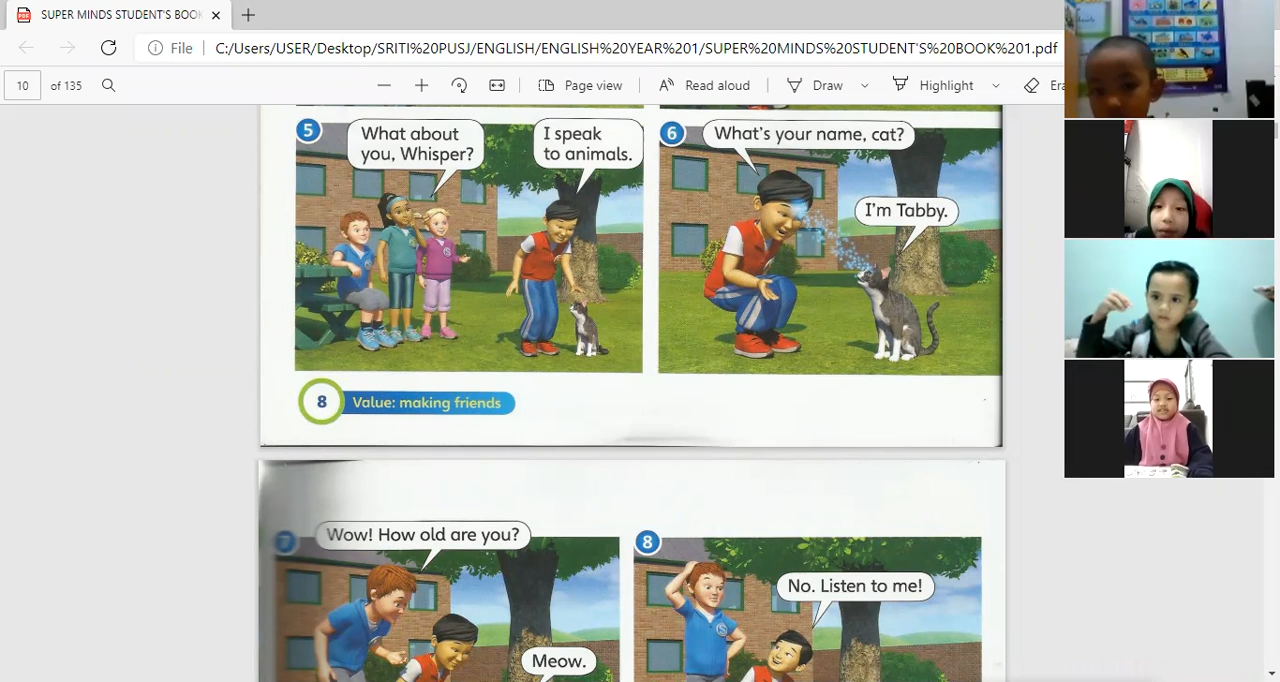 SUPER MINDS STUDENT'S BOOK
File
C:/Users/USER/Desktop/SRITI%20PUSJ/ENGLISH/ENGLISH%20YEAR%201/SUPER%20MINDS%20STUDENT'S%20BOOK%201.pdf
10 of 135
Page view
Read aloud
Draw
Highlight
Era
5
What about
you, Whisper?
I speak
to animals.
6
What's your name, cat?
I'm Tabby.
8
Value: making friends
7
Wow! How old are you?
Meow.
8
No. Listen to me!